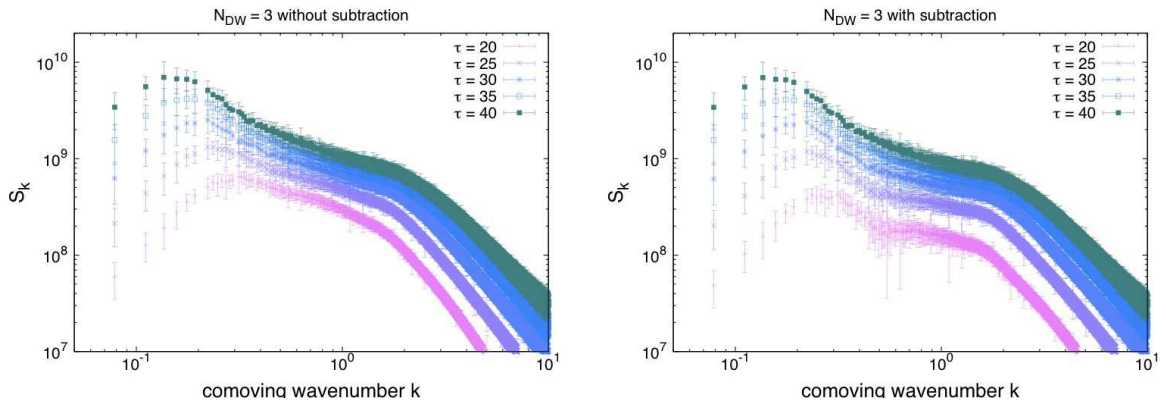 N_DW = 3 without subtraction
S_k
10^10
10^9
10^8
10^7
τ = 20
τ = 25
τ = 30
τ = 35
τ = 40
10^-1
10^0
10^1
comoving wavenumber k
N_DW = 3 with subtraction
S_k
10^10
10^9
10^8
10^7
τ = 20
τ = 25
τ = 30
τ = 35
τ = 40
10^-1
10^0
10^1
comoving wavenumber k